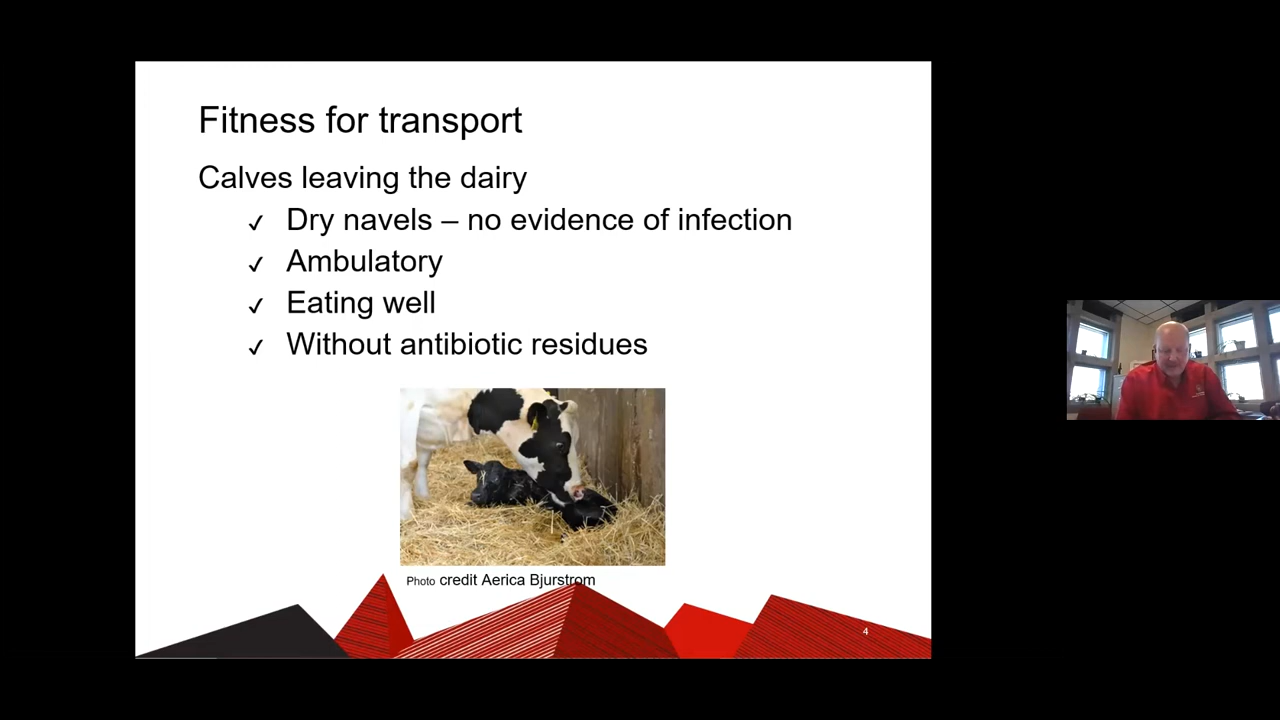 Fitness for transport
Calves leaving the dairy
✓ Dry navels – no evidence of infection
✓ Ambulatory
✓ Eating well
✓ Without antibiotic residues
Photo credit Aerica Bjurstrom
4